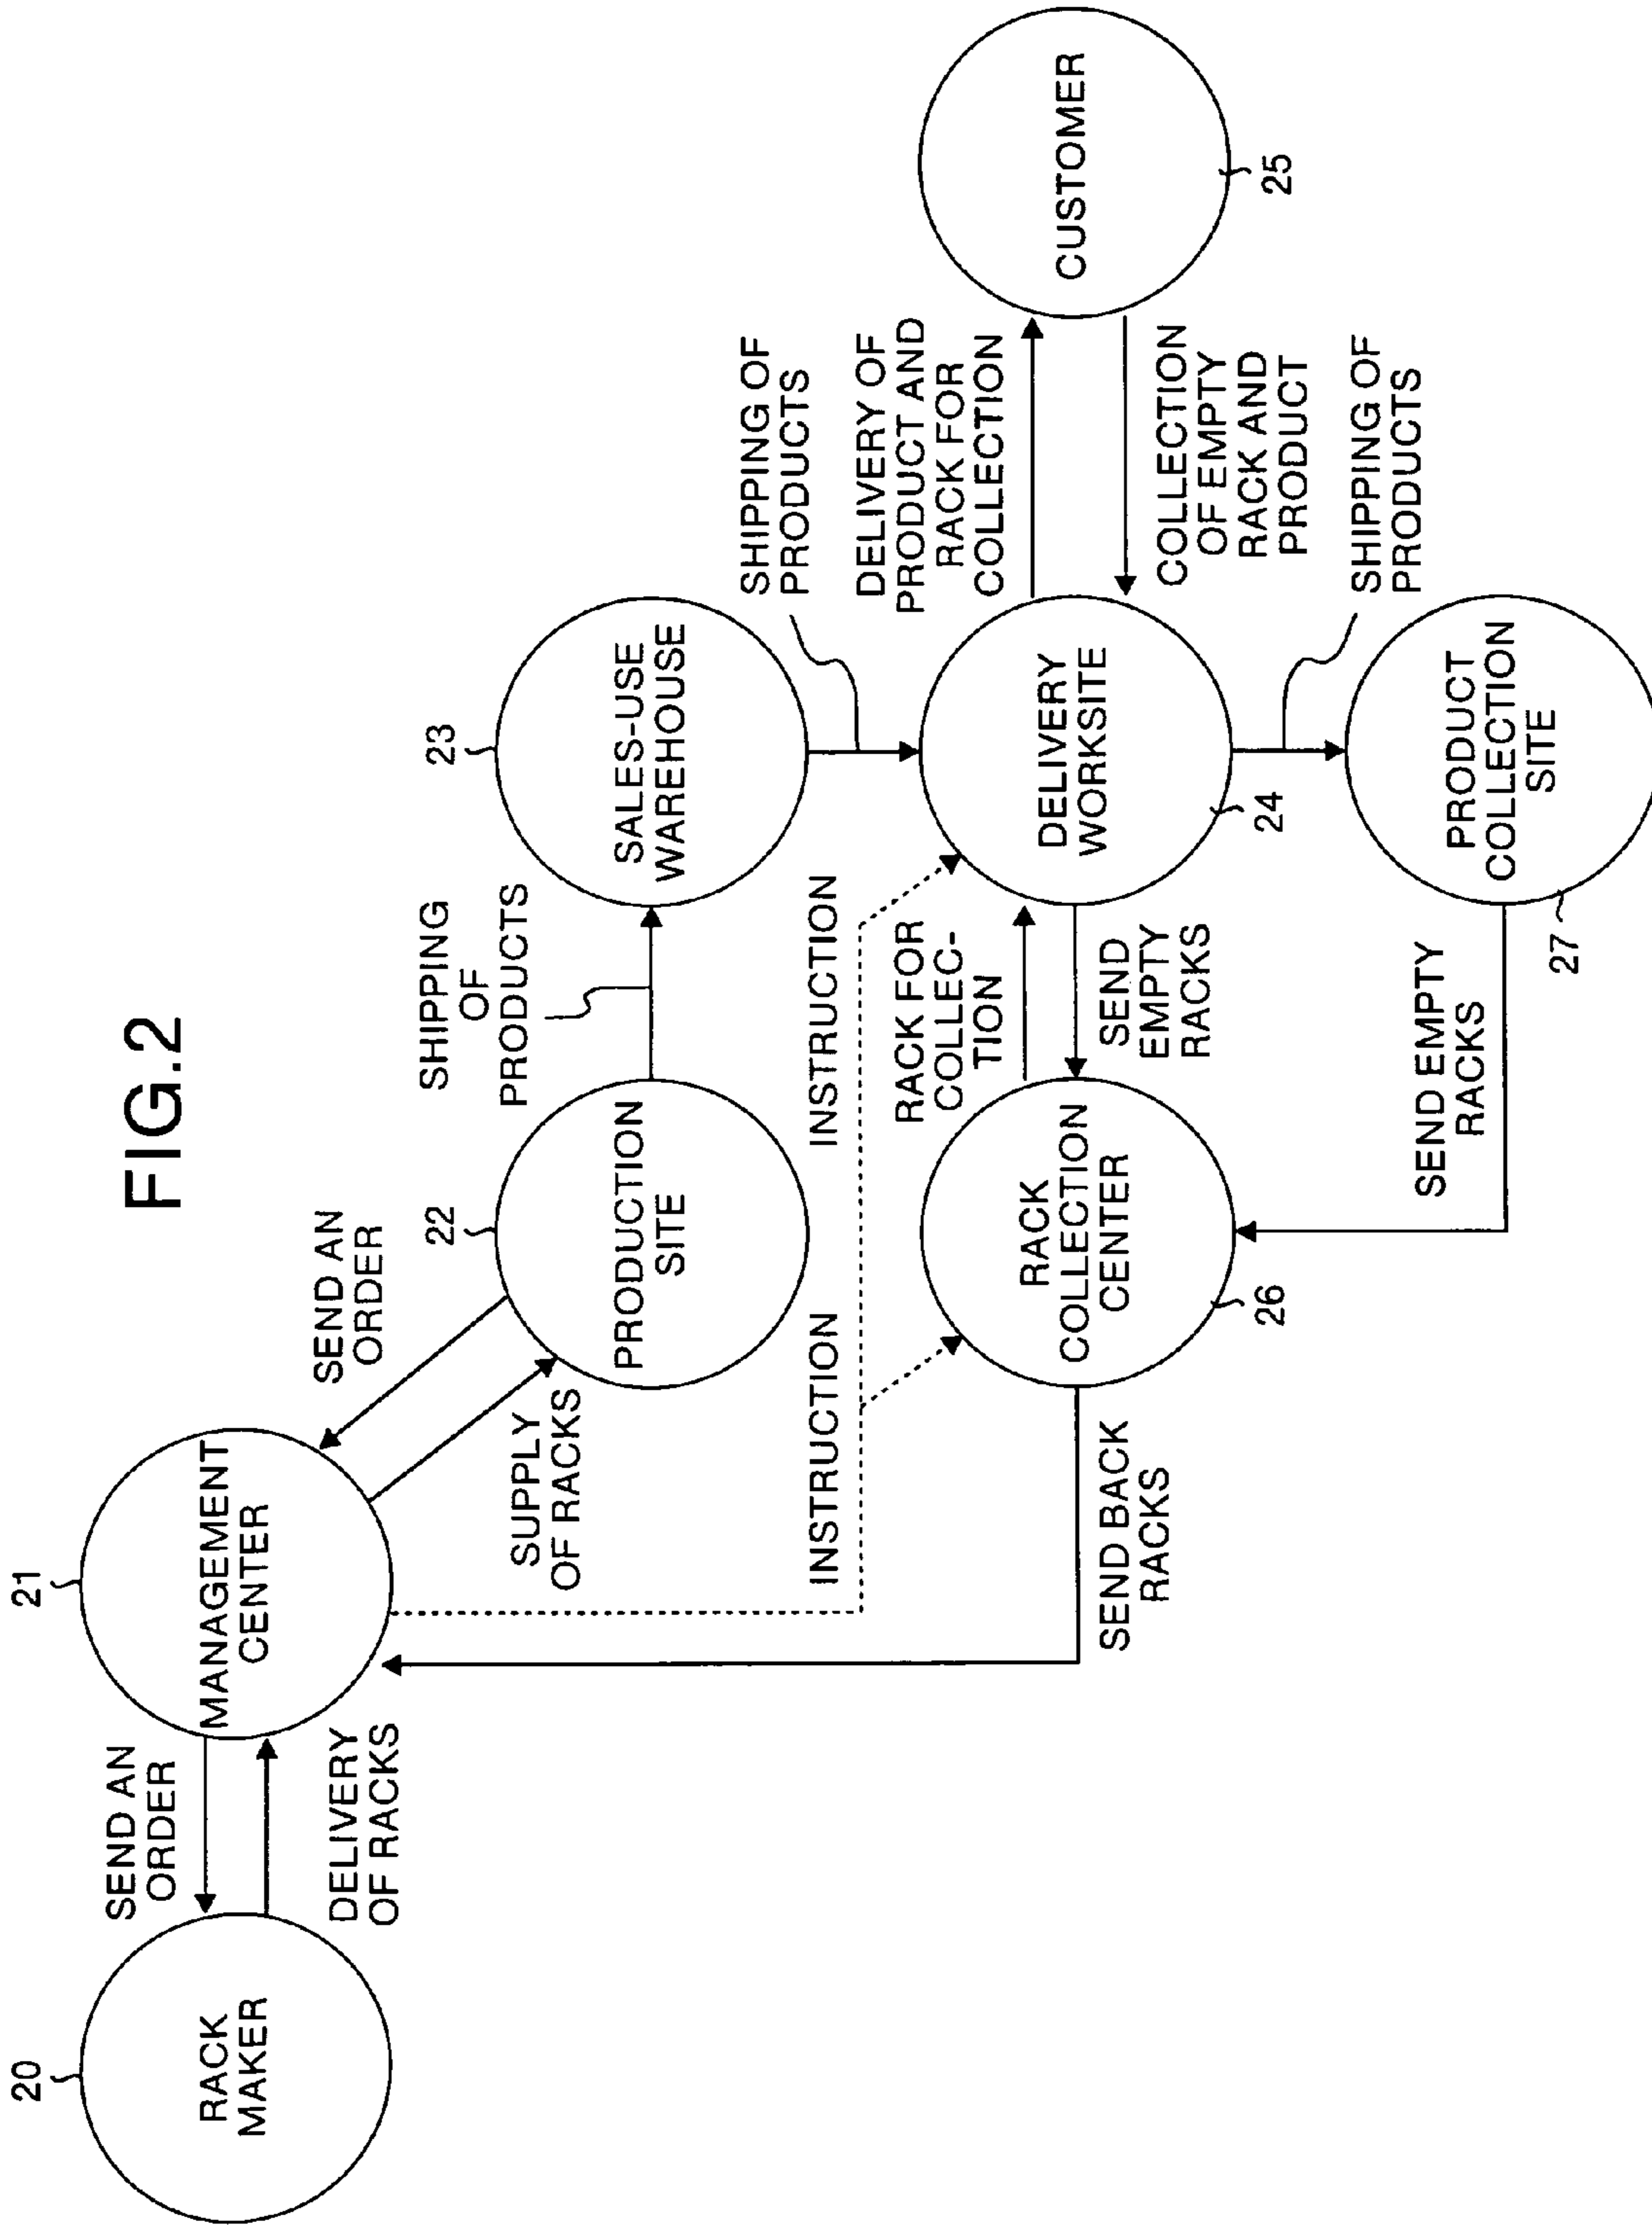 FIG.2
20
RACK
MAKER
SEND AN
ORDER
DELIVERY
OF RACKS
21
MANAGEMENT
CENTER
SEND AN
ORDER
SUPPLY
OF RACKS
22
PRODUCTION
SITE
SHIPPING
OF
PRODUCTS
23
SALES-USE
WAREHOUSE
SHIPPING OF
PRODUCTS
INSTRUCTION
INSTRUCTION
SEND BACK
RACKS
RACK
COLLECTION
CENTER
26
RACK FOR
COLLEC-
TION
SEND
EMPTY
RACKS
DELIVERY
WORKSITE
24
DELIVERY OF
PRODUCT AND
RACK FOR
COLLECTION
COLLECTION
OF EMPTY
RACK AND
PRODUCT
CUSTOMER
25
SHIPPING OF
PRODUCTS
SEND EMPTY
RACKS
27
PRODUCT
COLLECTION
SITE